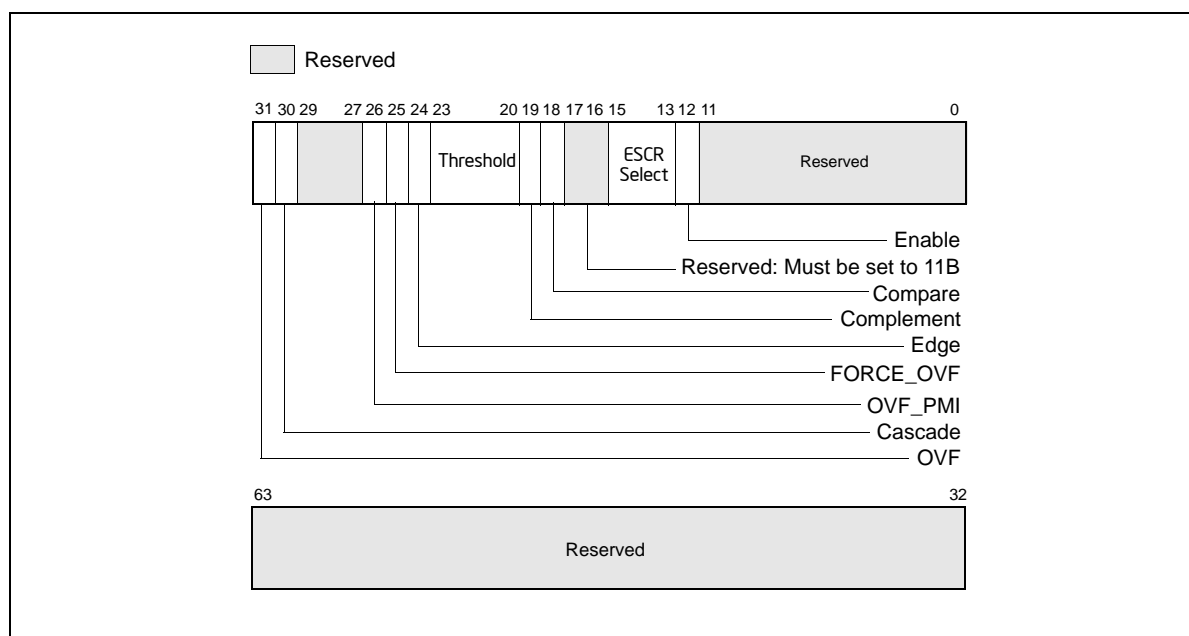 Reserved
31 30 29 27 26 25 24 23 20 19 18 17 16 15 13 12 11 0
Threshold
ESCR
Select
Reserved
Enable
Reserved: Must be set to 11B
Compare
Complement
Edge
FORCE_OVF
OVF_PMI
Cascade
OVF
63 32
Reserved